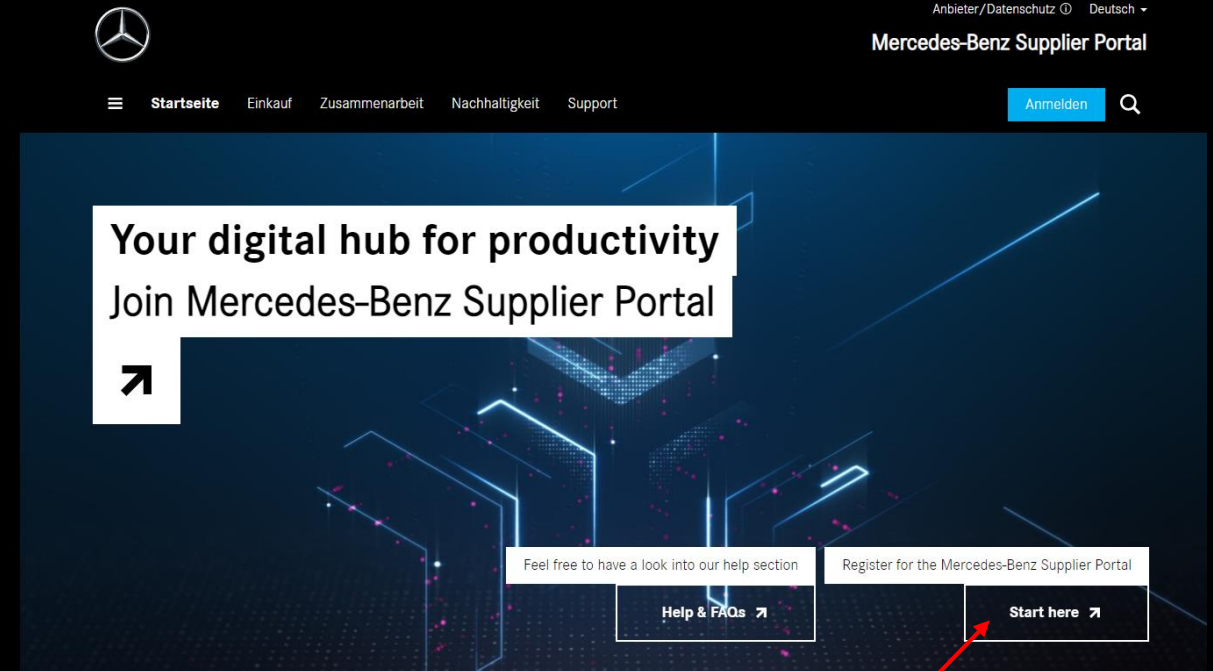 Anbieter/Datenschutz Deutsch
Mercedes-Benz Supplier Portal
Startseite Einkauf Zusammenarbeit Nachhaltigkeit Support Anmelden
Your digital hub for productivity
Join Mercedes-Benz Supplier Portal
Feel free to have a look into our help section Register for the Mercedes-Benz Supplier Portal
Help & FAQs Start here